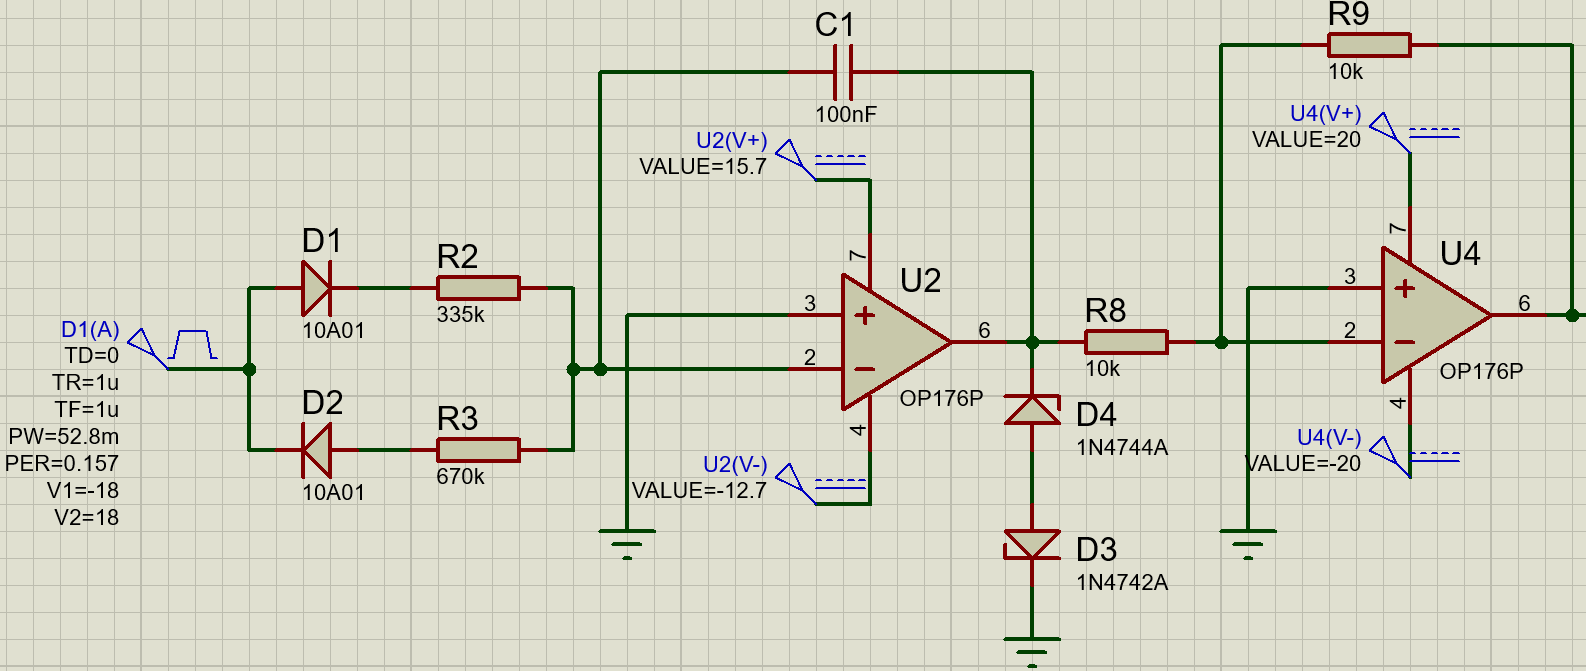 C1
100nF
R9
10k
U2(V+)
VALUE=15.7
U4(V+)
VALUE=20
D1
10A01
R2
335k
7
U2
3
2
6
4
OP176P
R8
10k
7
U4
3
2
6
4
OP176P
D1(A)
TD=0
TR=1u
TF=1u
PW=52.8m
PER=0.157
V1=-18
V2=18
D2
10A01
R3
670k
U2(V-)
VALUE=-12.7
D4
1N4744A
U4(V-)
VALUE=-20
D3
1N4742A